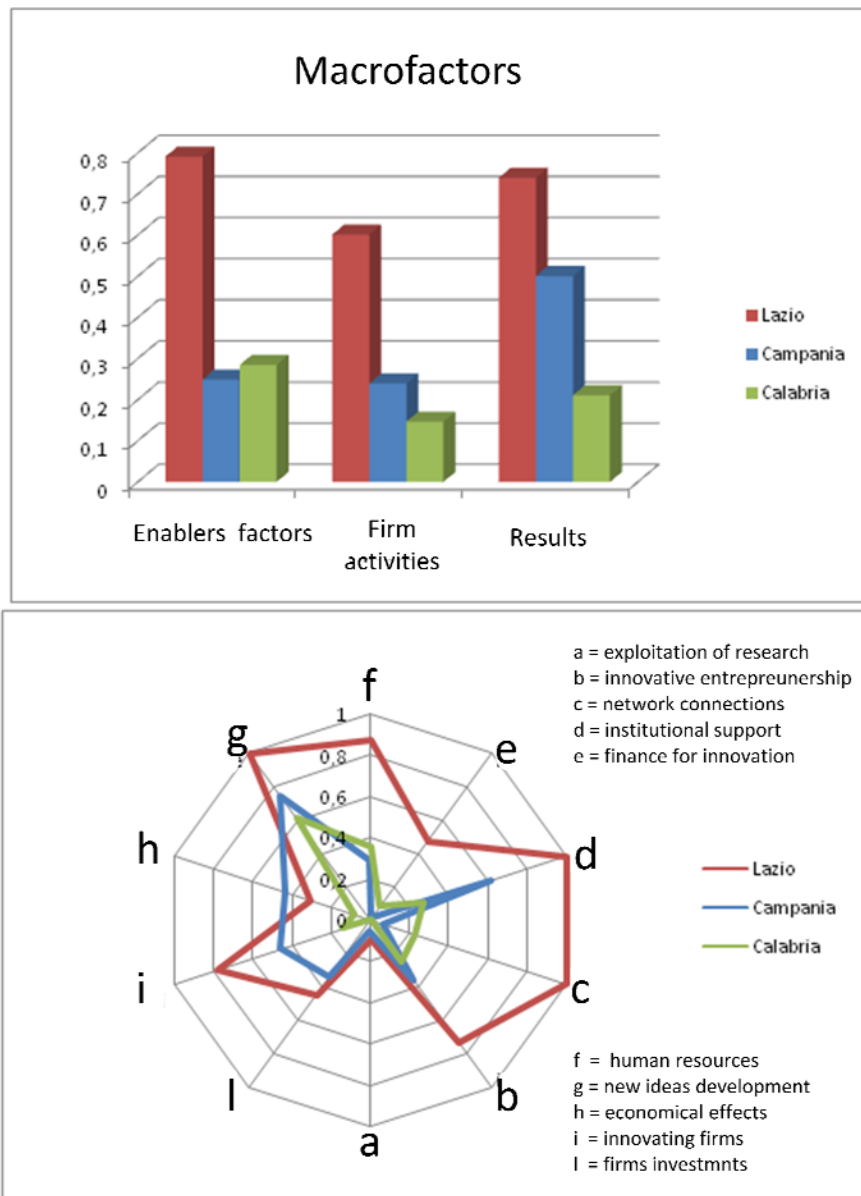 Macrofactors
0,8
0,7
0,6
0,5
0,4
0,3
0,2
0,1
0
Enablers factors
Firm
activities
Results
Lazio
Campania
Calabria
a = exploitation of research
b = innovative entrepreunership
c = network connections
d = institutional support
e = finance for innovation
f
g
e
h
d
i
c
l
b
a
1
0,8
0,6
0,4
0,2
0
Lazio
Campania
Calabria
f = human resources
g = new ideas development
h = economical effects
i = innovating firms
l = firms investmnts